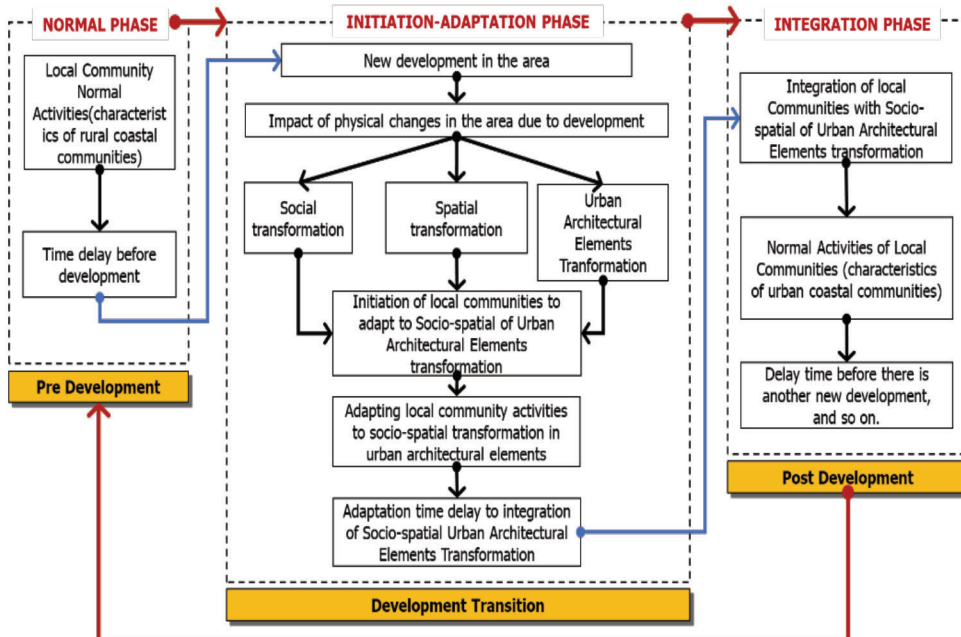 NORMAL PHASE
Local Community
Normal
Activities(characterist
ics of rural coastal
communities)
Time delay before
development
Pre Development
INITIATION-ADAPTATION PHASE
New development in the area
Impact of physical changes in the area due to development
Social
transformation
Spatial
transformation
Urban
Architectural
Elements
Tranformation
Initiation of local communities to
adapt to Socio-spatial of Urban
Architectural Elements
transformation
Adapting local community activities
to socio-spatial transformation in
urban architectural elements
Adaptation time delay to integration
of Socio-spatial Urban Architectural
Elements Transformation
Development Transition
INTEGRATION PHASE
Integration of local
Communities with Socio-
spatial of Urban Architectural
Elements transformation
Normal Activities of Local
Communities (characteristics
of urban coastal communities)
Delay time before there is
another new development,
and so on.
Post Development